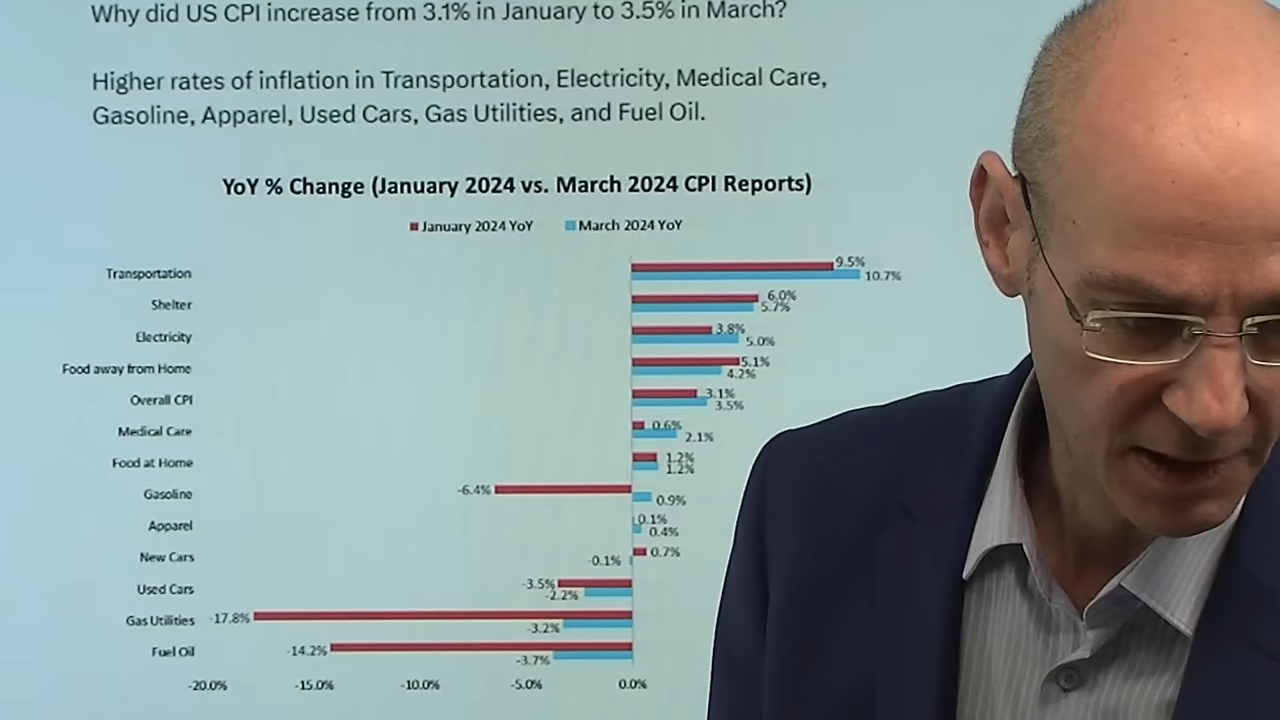 Why did US CPI increase from 3.1% in January to 3.5% in March?
Higher rates of inflation in Transportation, Electricity, Medical Care,
Gasoline, Apparel, Used Cars, Gas Utilities, and Fuel Oil.
YoY % Change (January 2024 vs. March 2024 CPI Reports)
January 2024 YoY March 2024 YoY
Transportation 9.5% 10.7%
Shelter 6.0% 5.7%
Electricity 3.8% 5.0%
Food away from Home 5.1% 4.2%
Overall CPI 3.1% 3.5%
Medical Care 0.6% 2.1%
Food at Home 1.2% 1.2%
Gasoline -6.4% 0.9%
Apparel 0.1% 0.4%
New Cars 0.7% -0.1%
Used Cars -3.5% -2.2%
Gas Utilities -17.8% -3.2%
Fuel Oil -14.2% -3.7%
-20.0% -15.0% -10.0% -5.0% 0.0%